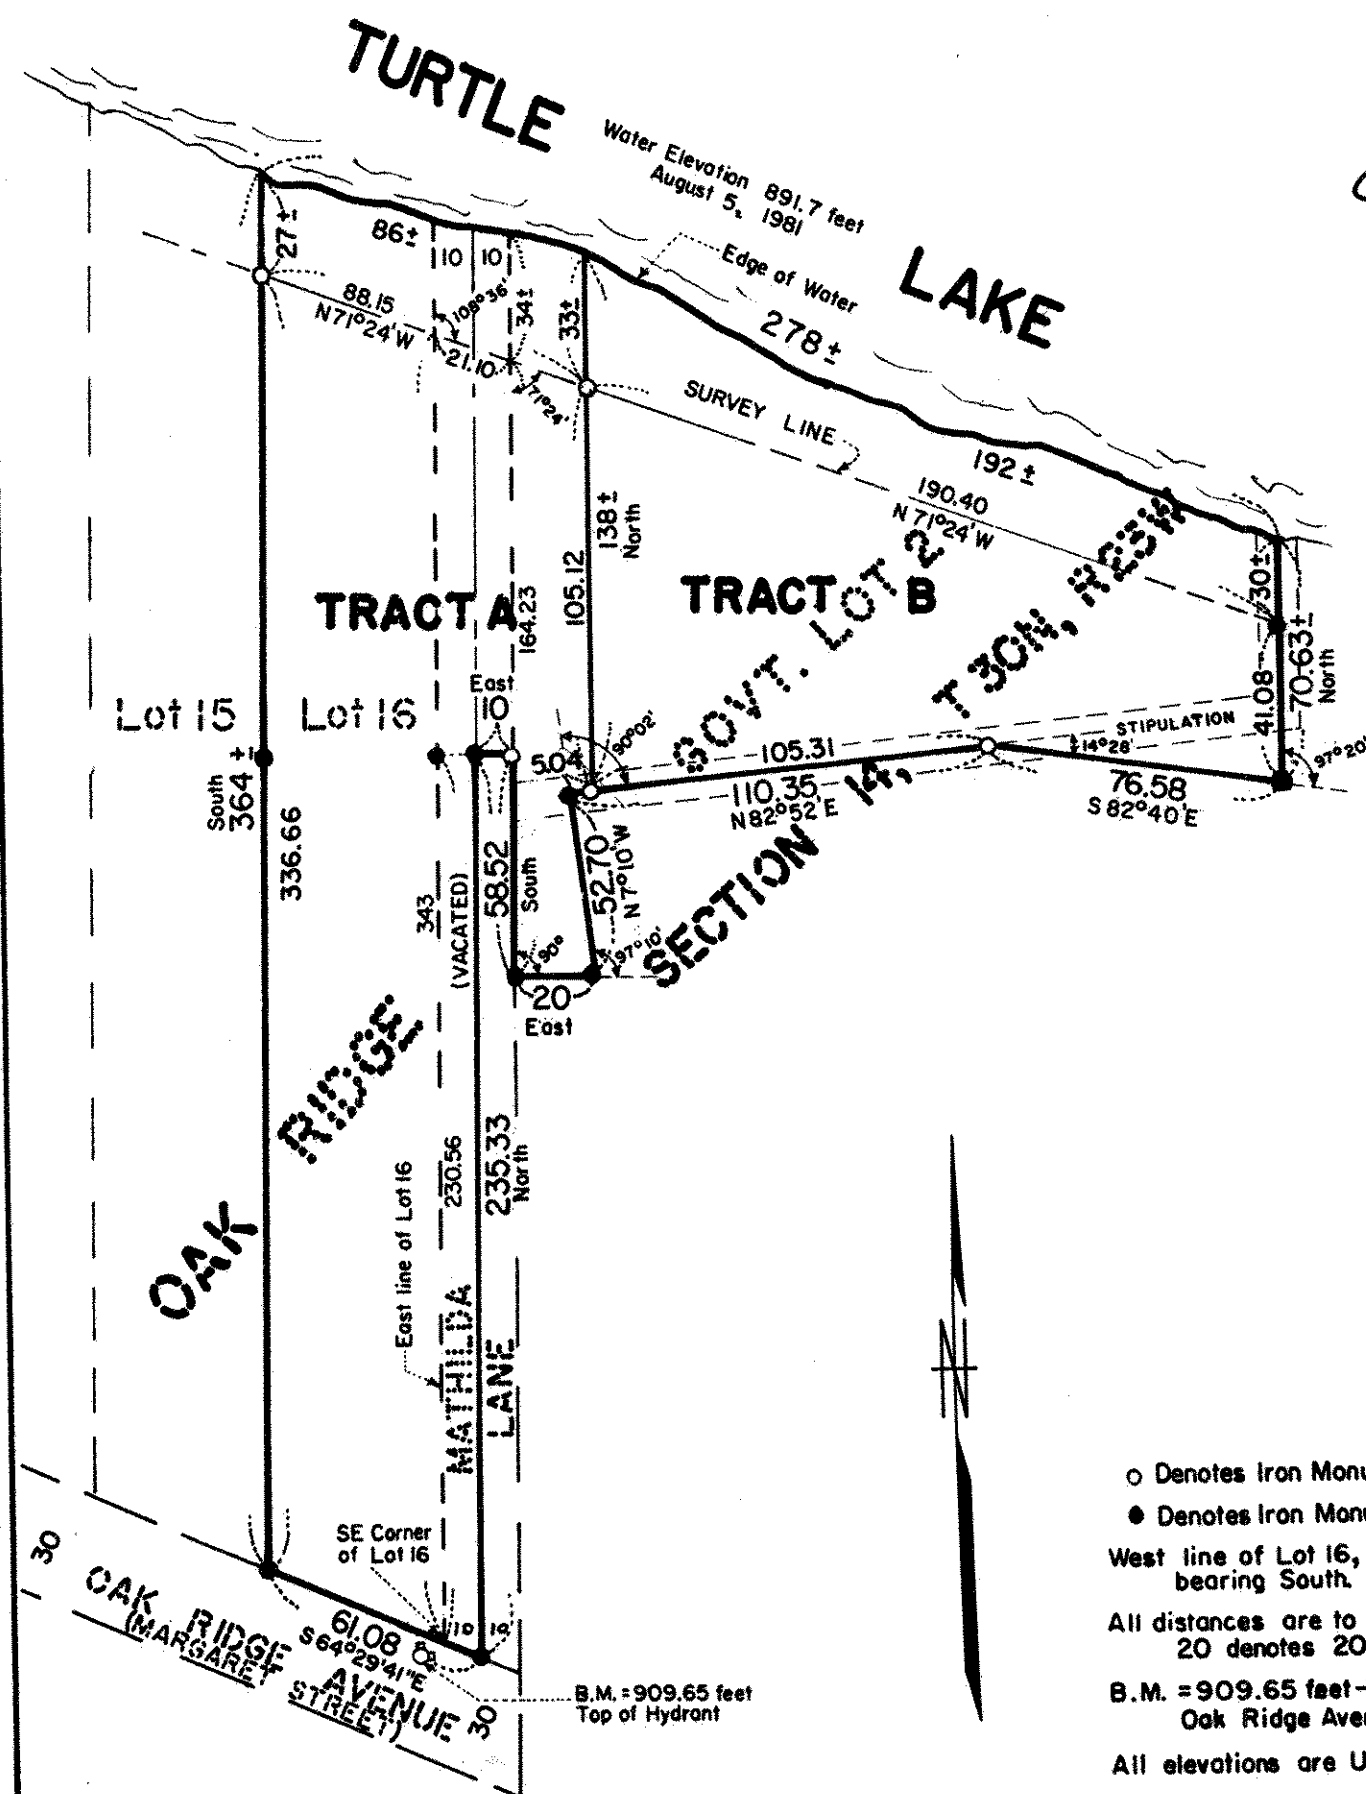 TURTLE
LAKE
Water Elevation 891.7 feet
August 5, 1981
Edge of Water
27±
86±
10
10
34±
33±
278±
88.15
N 71°24' W
108°36'
21.10
71°24'
SURVEY LINE
192±
190.40
N 71°24' W
138±
North
105.12
164.23
TRACT A
TRACT B
GOVT. LOT 2
SECTION 14, T 30N, R23W
30±
41.08
70.63±
North
Lot 15
Lot 16
East
10
5.04
90°02'
105.31
110.35
N 82°52' E
STIPULATION
14°28'
76.58
S 82°40' E
97°20'
South
364±
336.66
343
(VACATED)
58.52
South
52.70
N 7°10' W
90°
97°10'
20
East
OAK RIDGE
East line of Lot 16
230.56
235.33
North
MATHILDA
LANE
SE Corner
of Lot 16
10
10
61.08
S 64°29'41" E
30
OAK RIDGE AVENUE
(MARGARET STREET)
30
B.M. = 909.65 feet
Top of Hydrant
N
o Denotes Iron Monu
● Denotes Iron Monu
West line of Lot 16,
bearing South.
All distances are to
20 denotes 20
B.M. = 909.65 feet-
Oak Ridge Aver
All elevations are U